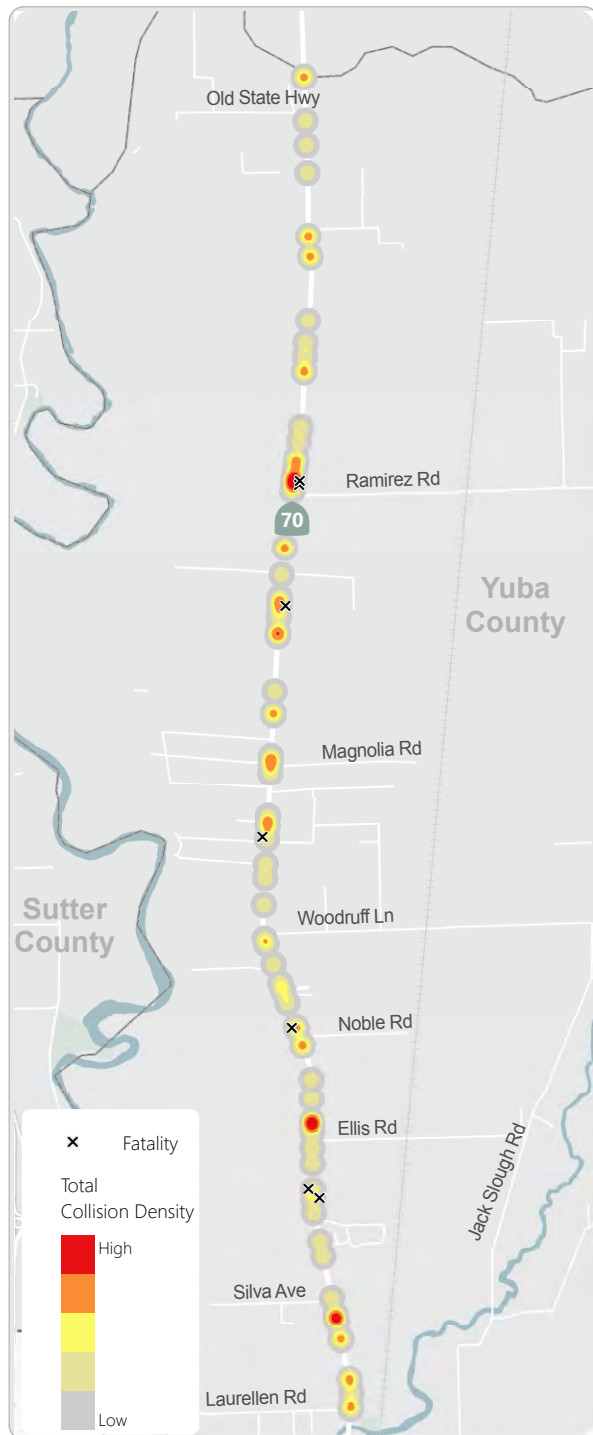 Old State Hwy
Ramirez Rd
70
Yuba
County
Magnolia Rd
Sutter
County
Woodruff Ln
Noble Rd
Ellis Rd
Jack Slough Rd
Fatality
Total
Collision Density
High
Low
Silva Ave
Laurellen Rd